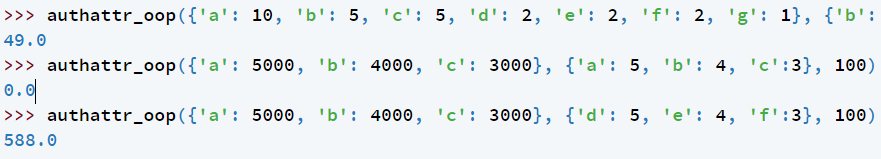 >>> authattr_oop({'a': 10, 'b': 5, 'c': 5, 'd': 2, 'e': 2, 'f': 2, 'g': 1}, {'b':
49.0
>>> authattr_oop({'a': 5000, 'b': 4000, 'c': 3000}, {'a': 5, 'b': 4, 'c':3}, 100)
0.0
>>> authattr_oop({'a': 5000, 'b': 4000, 'c': 3000}, {'d': 5, 'e': 4, 'f':3}, 100)
588.0